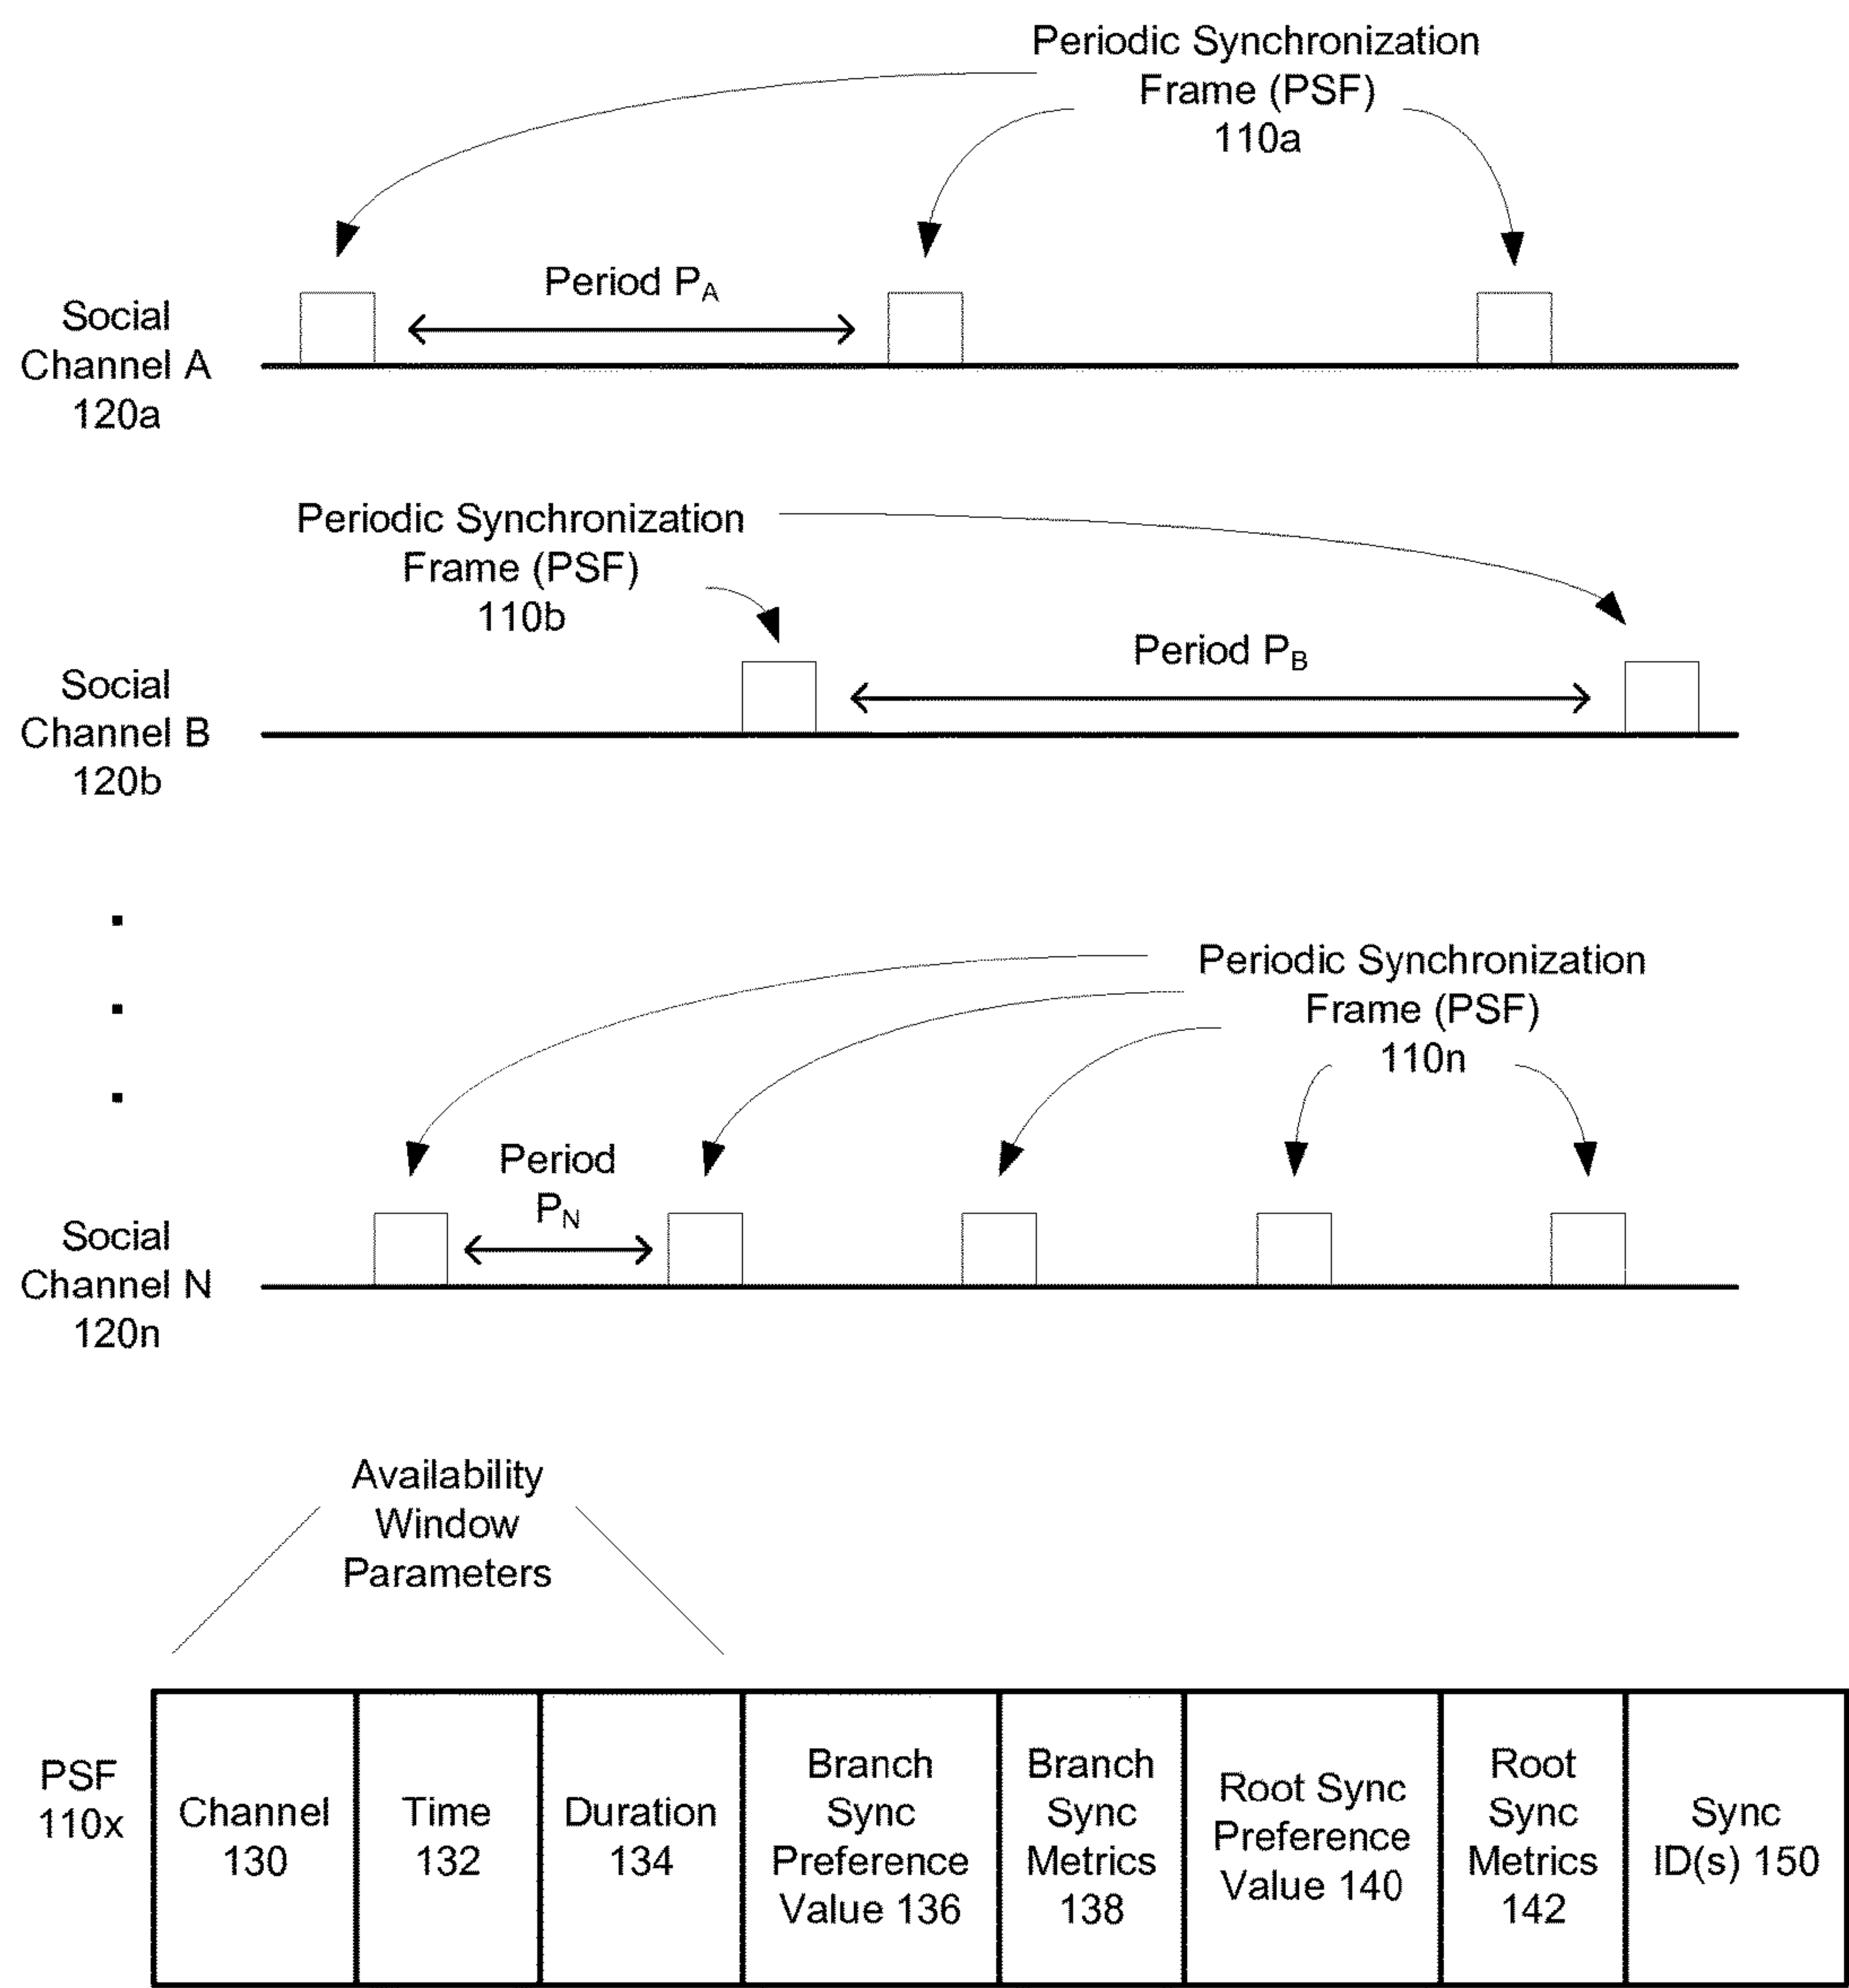 Periodic Synchronization
Frame (PSF)
110a
Period P_A
Social
Channel A
120a
Periodic Synchronization
Frame (PSF)
110b
Period P_B
Social
Channel B
120b
Periodic Synchronization
Frame (PSF)
110n
Period
P_N
Social
Channel N
120n
Availability
Window
Parameters
PSF
110x
Channel
130
Time
132
Duration
134
Branch
Sync
Preference
Value 136
Branch
Sync
Metrics
138
Root Sync
Preference
Value 140
Root
Sync
Metrics
142
Sync
ID(s) 150